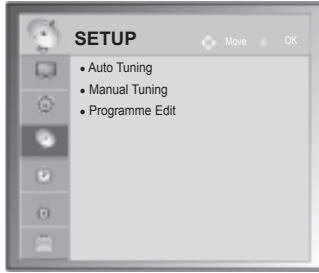 SETUP
Move OK
• Auto Tuning
• Manual Tuning
• Programme Edit